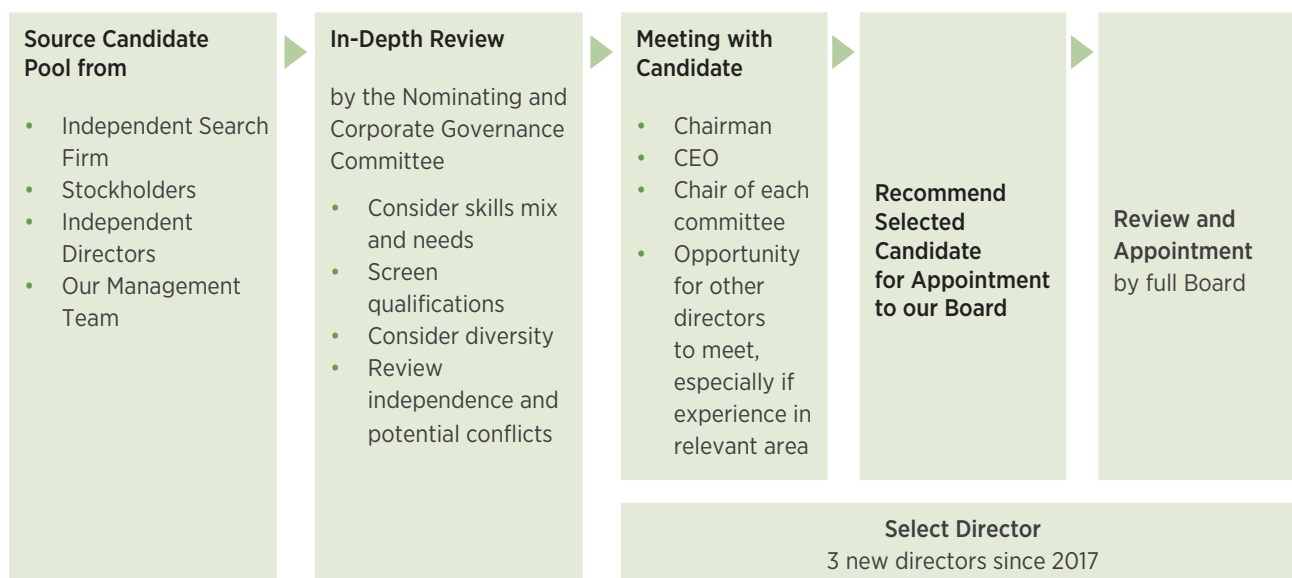 Source Candidate
Pool from
• Independent Search
Firm
• Stockholders
• Independent
Directors
• Our Management
Team
In-Depth Review
by the Nominating and
Corporate Governance
Committee
• Consider skills mix
and needs
• Screen
qualifications
• Consider diversity
• Review
independence and
potential conflicts
Meeting with
Candidate
• Chairman
• CEO
• Chair of each
committee
• Opportunity
for other
directors
to meet,
especially if
experience in
relevant area
Recommend
Selected
Candidate
for Appointment
to our Board
Review and
Appointment
by full Board
Select Director
3 new directors since 2017